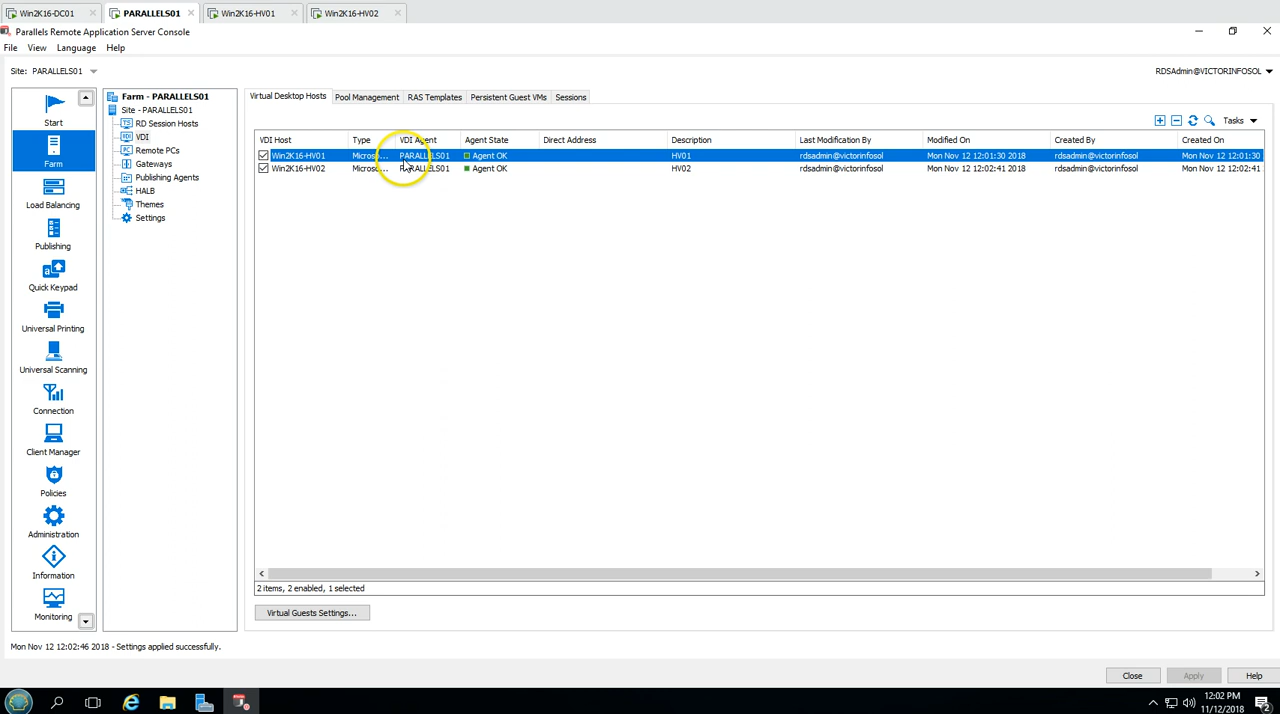 Win2K16-DC01 PARALLELS01 Win2K16-HV01 Win2K16-HV02
Parallels Remote Application Server Console
File View Language Help
Site: PARALLELS01 RDSAdmin@VICTORINFOSOL
Start
Farm
Load Balancing
Publishing
Quick Keypad
Universal Printing
Universal Scanning
Connection
Client Manager
Policies
Administration
Information
Monitoring
Farm - PARALLELS01
Site - PARALLELS01
RD Session Hosts
VDI
Remote PCs
Gateways
Publishing Agents
HALB
Themes
Settings
Virtual Desktop Hosts Pool Management RAS Templates Persistent Guest VMs Sessions
Tasks
VDI Host Type VDI Agent Agent State Direct Address Description Last Modification By Modified On Created By Created On
Win2K16-HV01 Micros... PARALLELS01 Agent OK HV01 rdsadmin@victorinfosol Mon Nov 12 12:01:30 2018 rdsadmin@victorinfosol Mon Nov 12 12:01:30
Win2K16-HV02 Micros... PARALLELS01 Agent OK HV02 rdsadmin@victorinfosol Mon Nov 12 12:02:41 2018 rdsadmin@victorinfosol Mon Nov 12 12:02:41
2 items, 2 enabled, 1 selected
Virtual Guests Settings...
Mon Nov 12 12:02:46 2018 - Settings applied successfully.
Close Apply Help
12:02 PM
11/12/2018
2